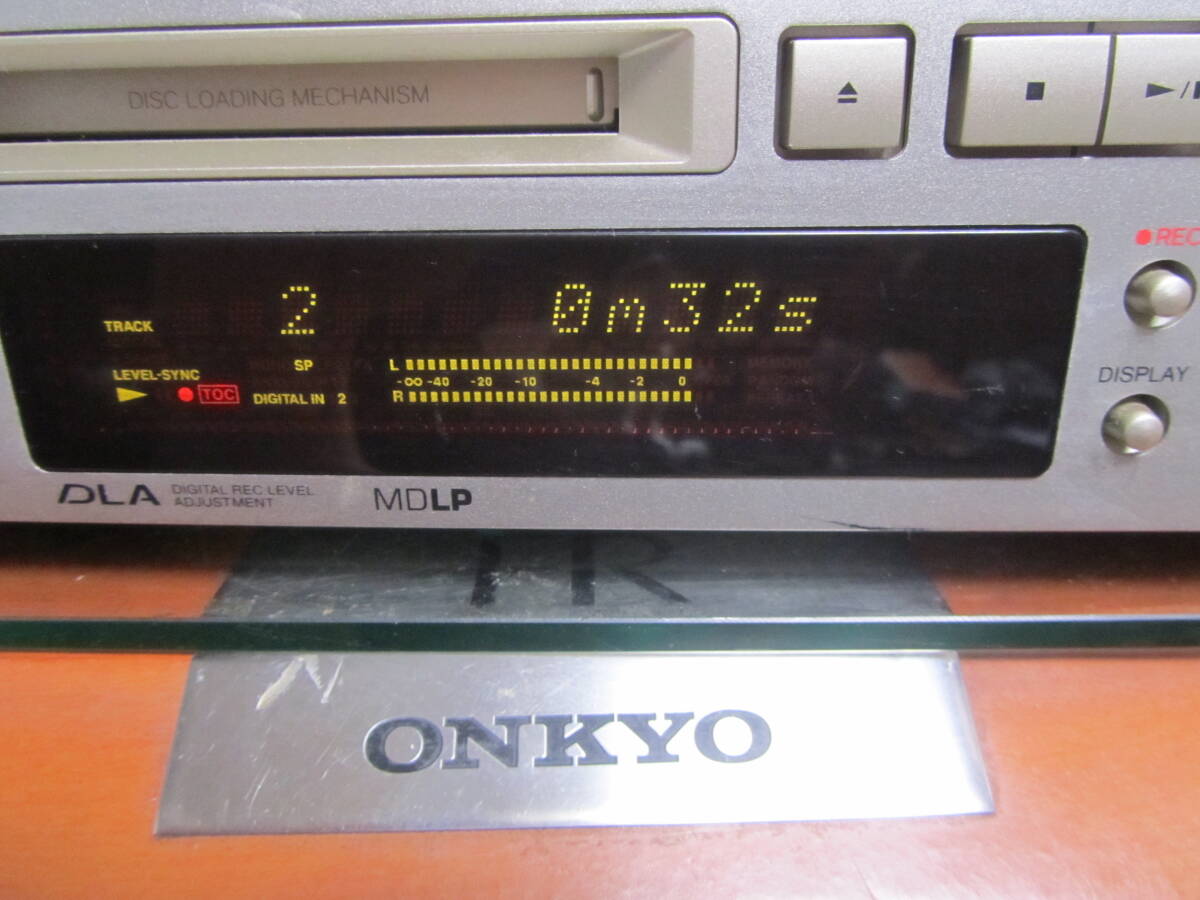 DISC LOADING MECHANISM
REC
TRACK 2 0m32s
DISPLAY
LEVEL-SYNC SP L
-∞ -40 -20 -10 -4 -2 0
TOC DIGITAL IN 2 R
DLA DIGITAL REC LEVEL
ADJUSTMENT
MDLP
ONKYO